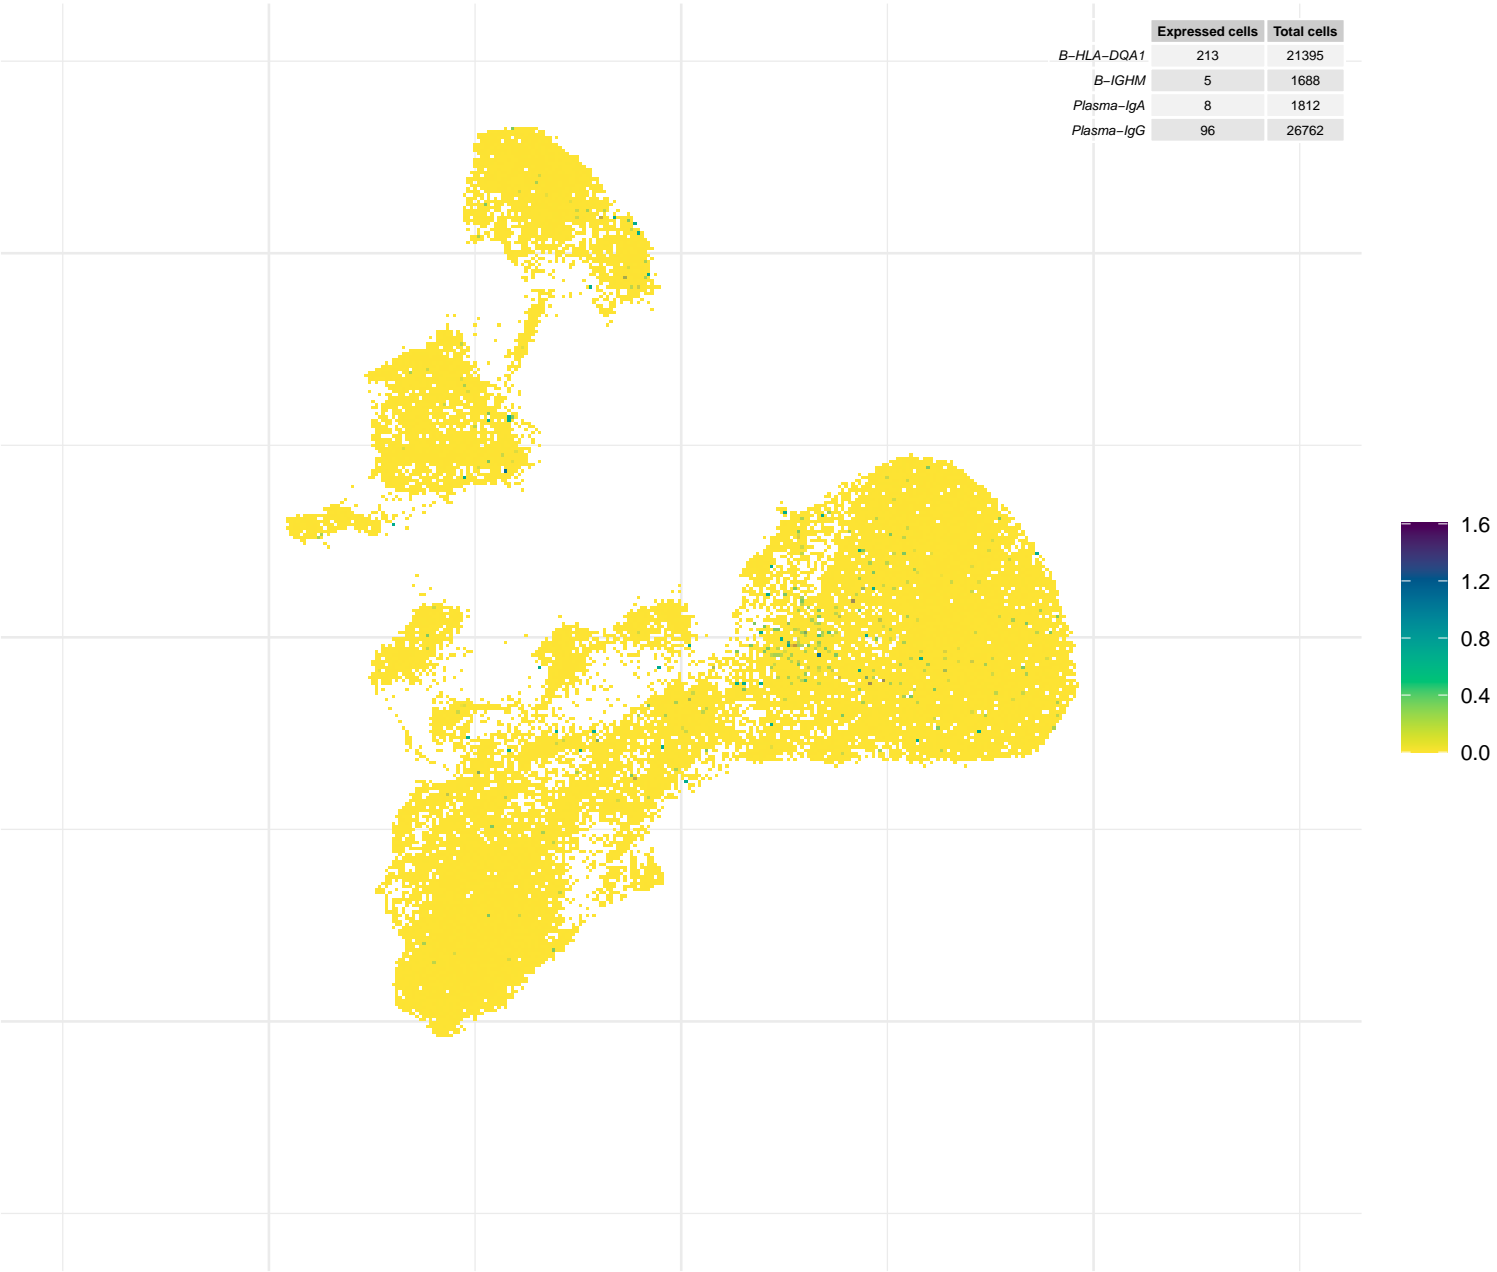 Expressed cells Total cells
B−HLA−DQA1 213 21395
B−IGHM 5 1688
Plasma−IgA 8 1812
Plasma−IgG 96 26762
1.6
1.2
0.8
0.4
0.0